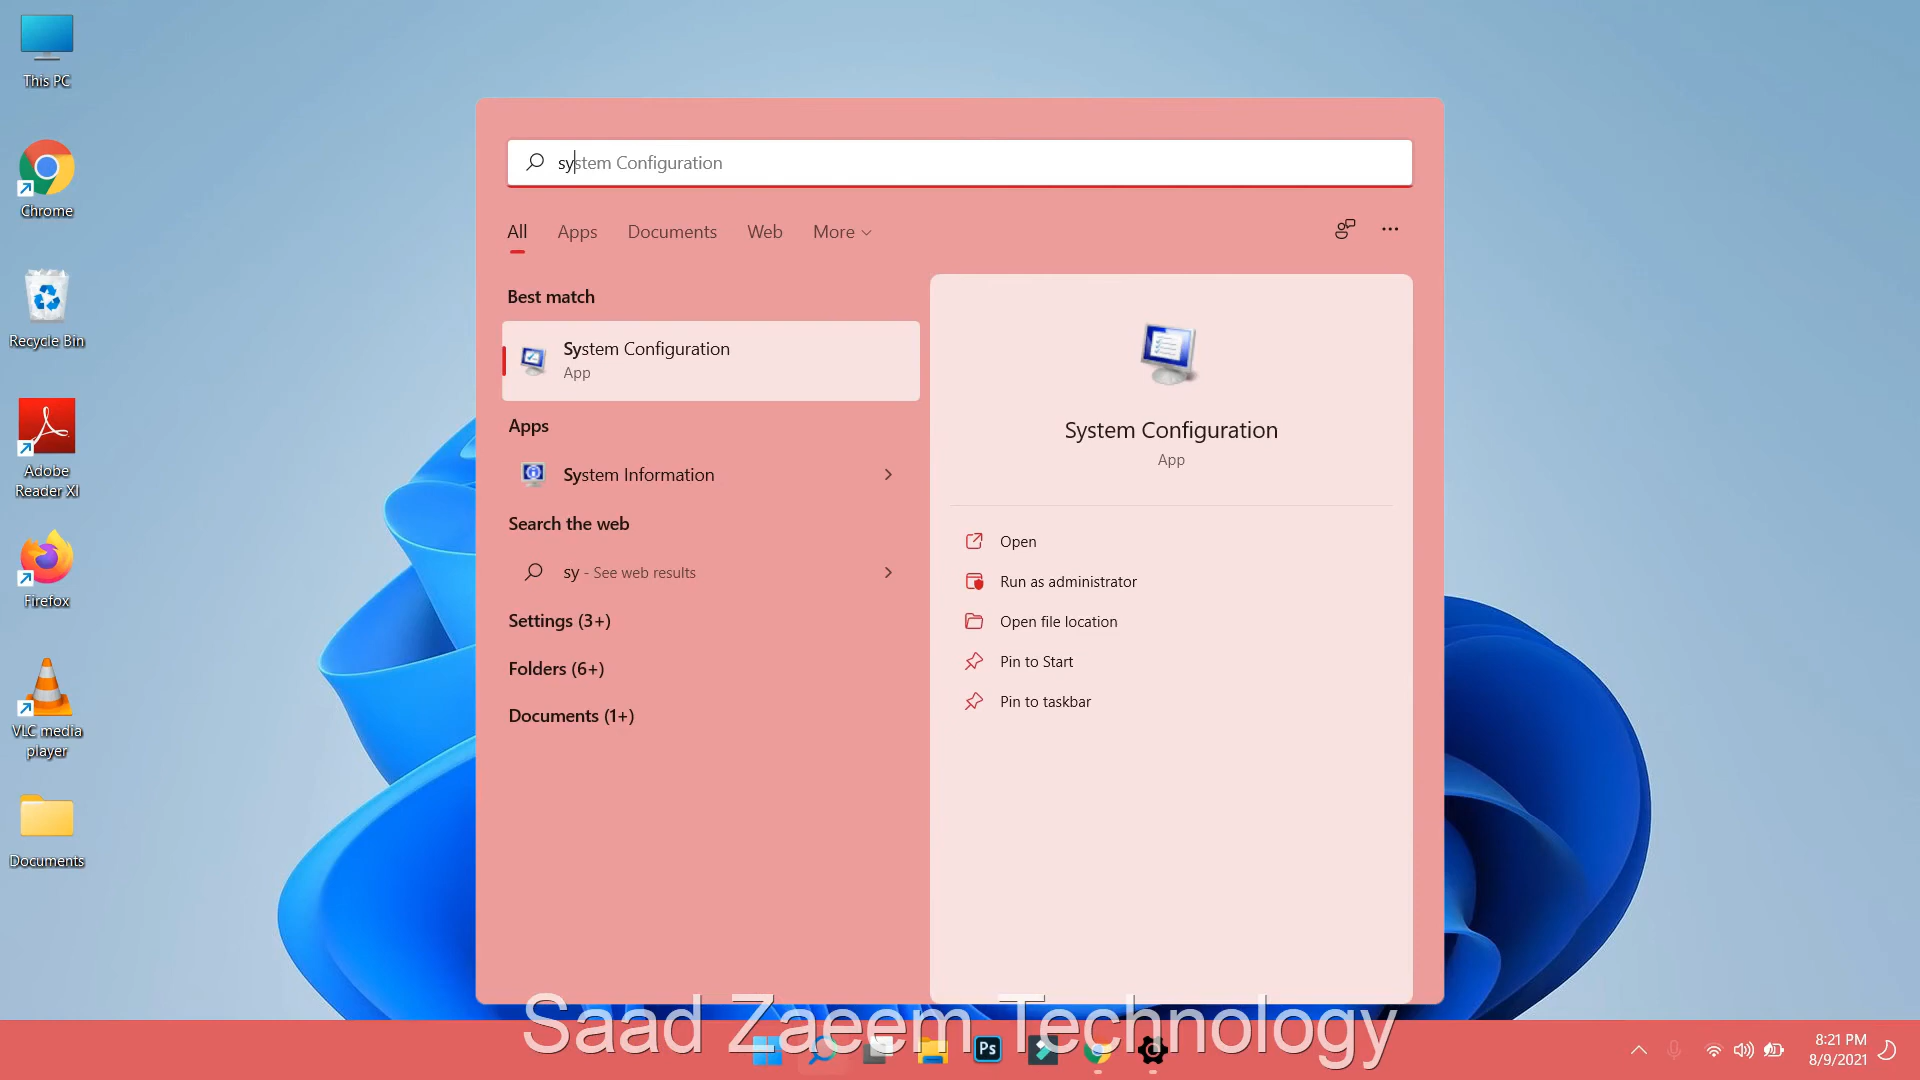 This PC
Chrome
Recycle Bin
Adobe
Reader XI
Firefox
VLC media
player
Documents
system Configuration
All
Apps
Documents
Web
More
Best match
System Configuration
App
Apps
System Information
Search the web
sy - See web results
Settings (3+)
Folders (6+)
Documents (1+)
System Configuration
App
Open
Run as administrator
Open file location
Pin to Start
Pin to taskbar
Saad Zaeem Technology
Ps
8:21 PM
8/9/2021